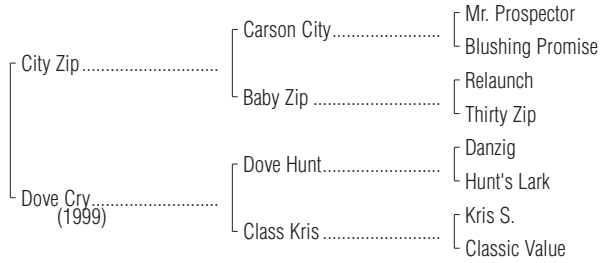 Mr. Prospector
Carson City..................................
Blushing Promise
City Zip...........................................
Relaunch
Baby Zip ........................................
Thirty Zip
Danzig
Dove Hunt.....................................
Hunt's Lark
Dove Cry........................................
(1999)
Kris S.
Class Kris ......................................
Classic Value